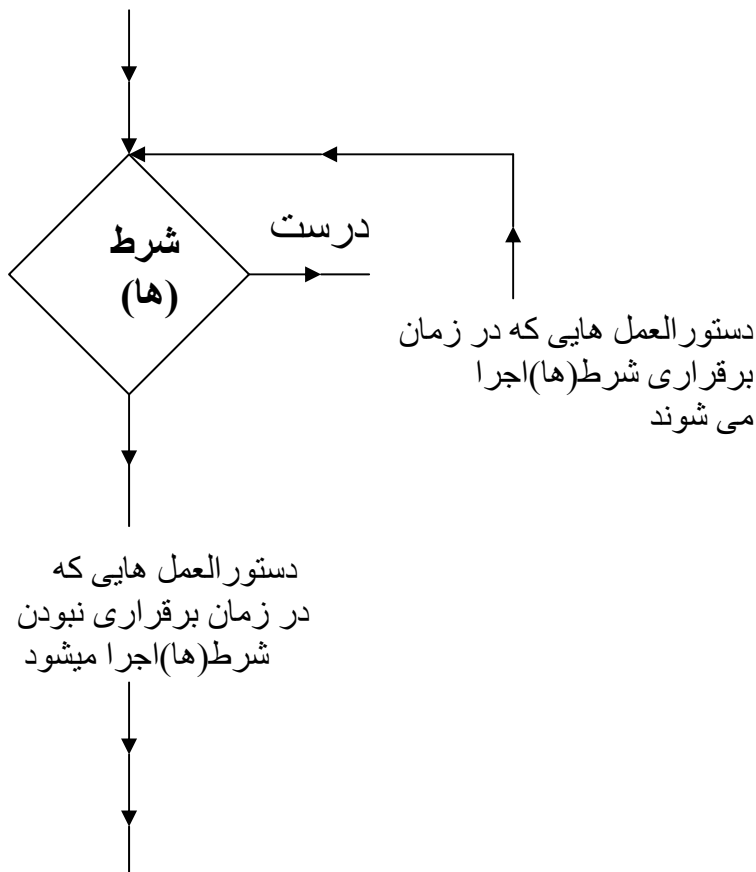 درست
شرط
(ها)
دستورالعمل هایی که در زمان
برقراری شرط(ها)اجرا
می شوند
دستورالعمل هایی که
در زمان برقراری نبودن
شرط(ها)اجرا میشود